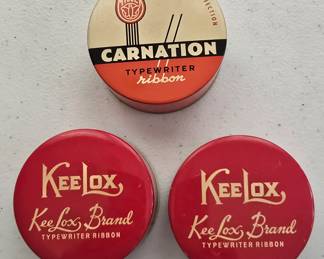 CARNATION
TYPEWRITER
ribbon
KEELOX
KeeLox Brand
TYPEWRITER RIBBON
KEELOX
KeeLox Brand
TYPEWRITER RIBBON